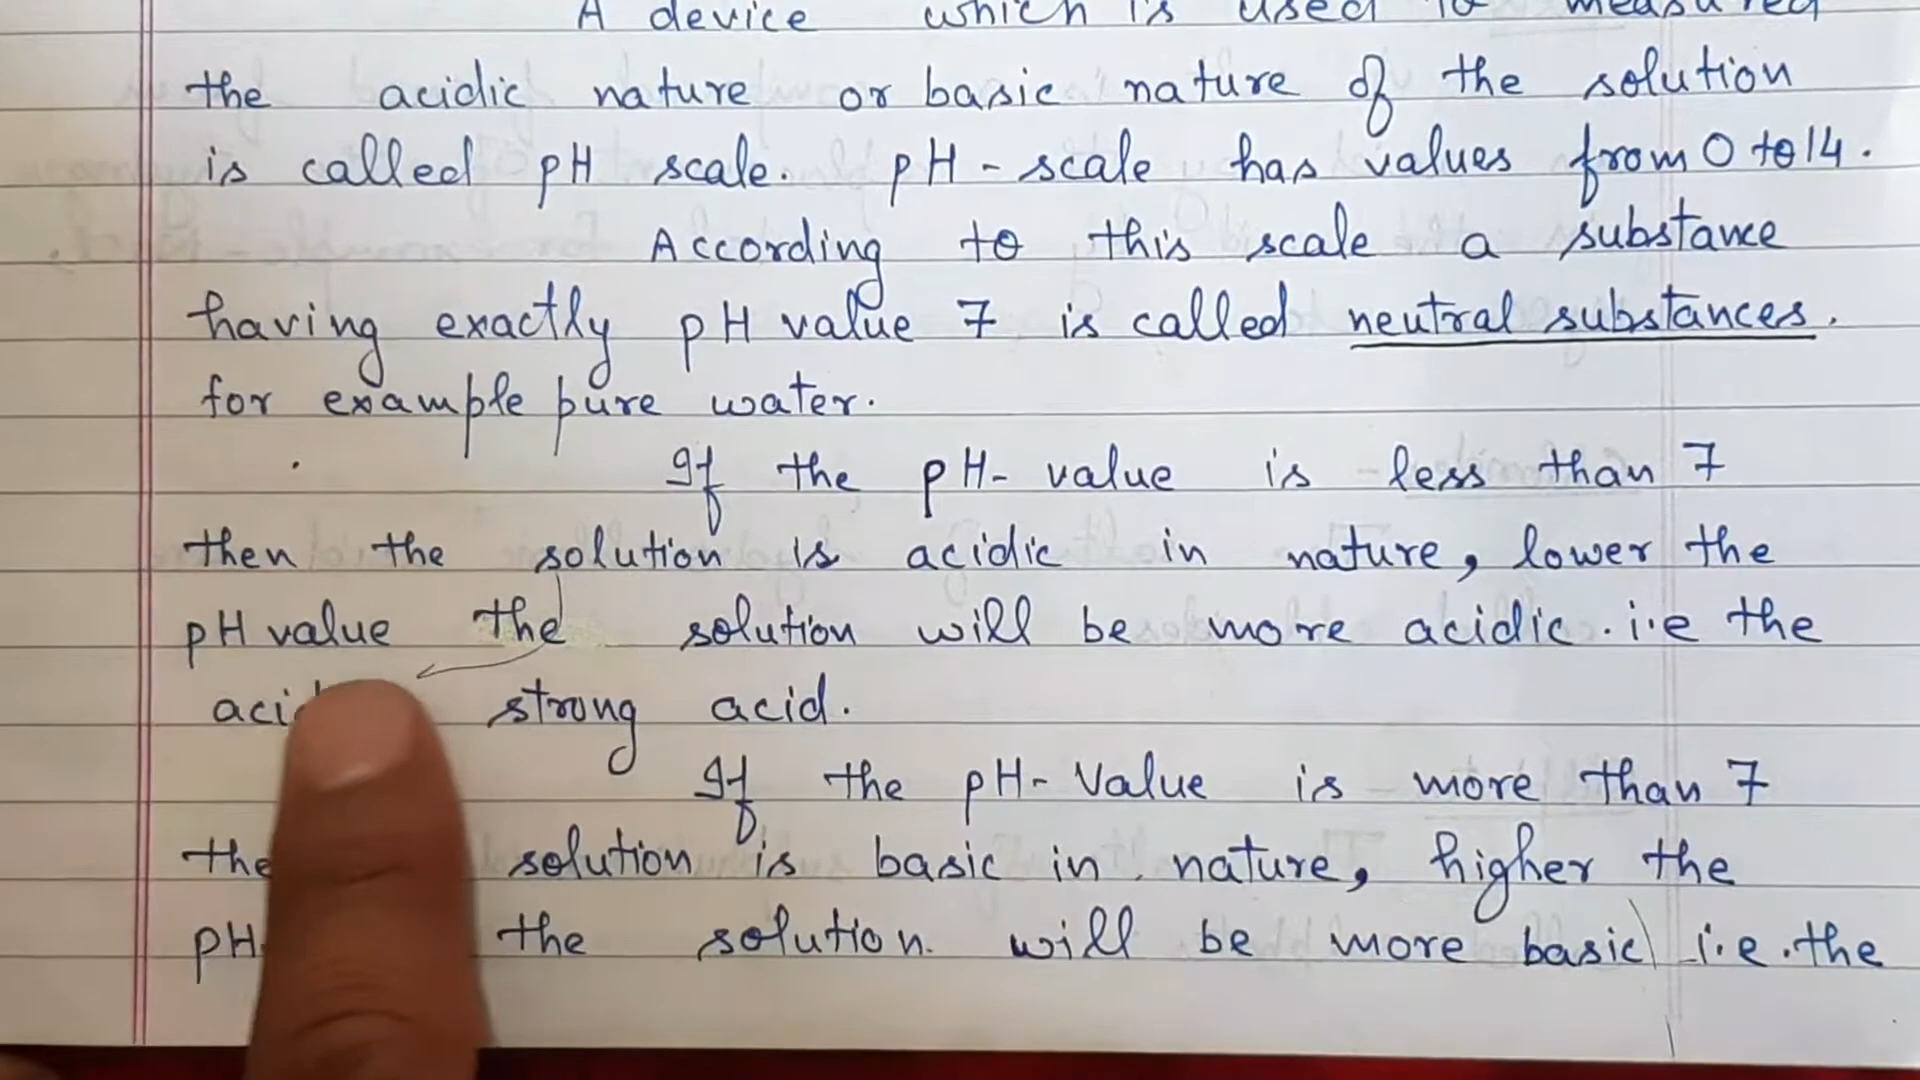 A device which is used to measured
the acidic nature or basic nature of the solution
is called pH scale. pH-scale has values from 0 to 14.
According to this scale a substance
having exactly pH value 7 is called neutral substances.
for example pure water.
If the pH-value is less than 7
then the solution is acidic in nature, lower the
pH value the solution will be more acidic. i.e the
strong acid.
If the pH-Value is more than 7
solution is basic in nature, higher the
pH the solution will be more basic i.e. the